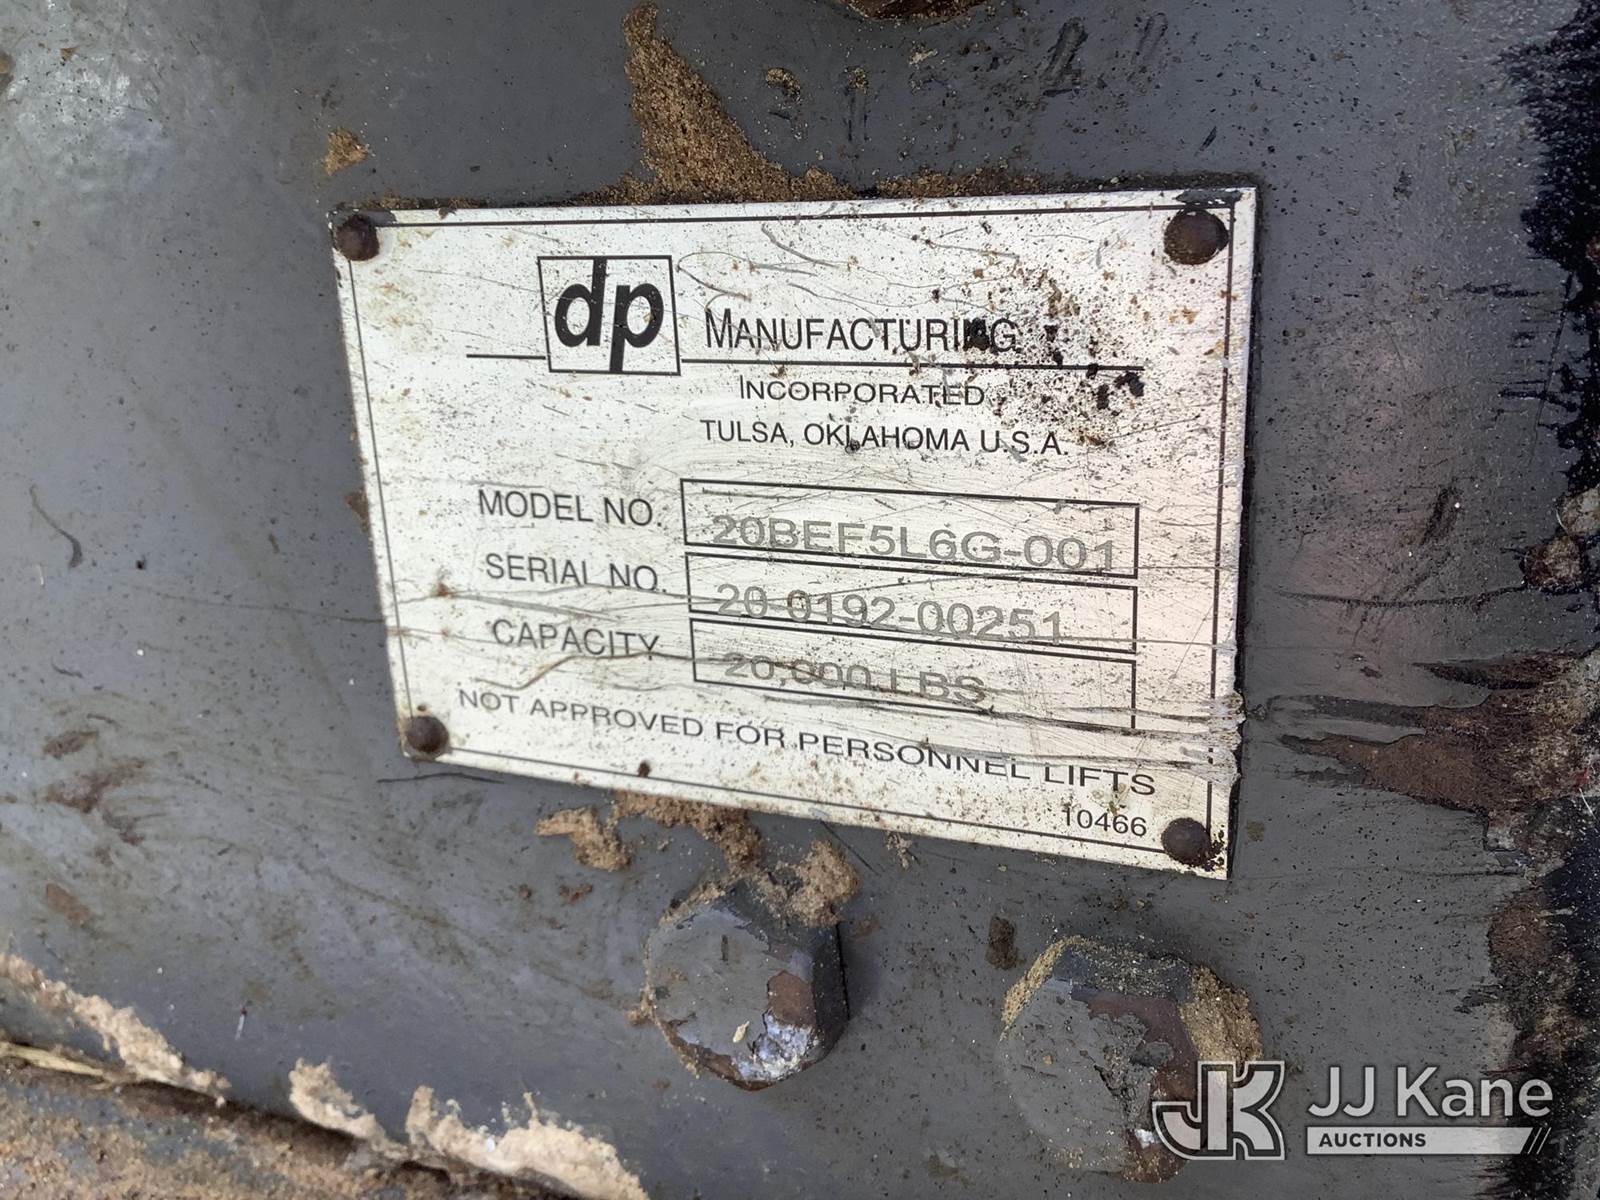 dp MANUFACTURING
INCORPORATED
TULSA, OKLAHOMA U.S.A.
MODEL NO. 20BEF5L6G-001
SERIAL NO. 20-0192-00251
CAPACITY 20,000 LBS
NOT APPROVED FOR PERSONNEL LIFTS
10466
JK JJ Kane
AUCTIONS